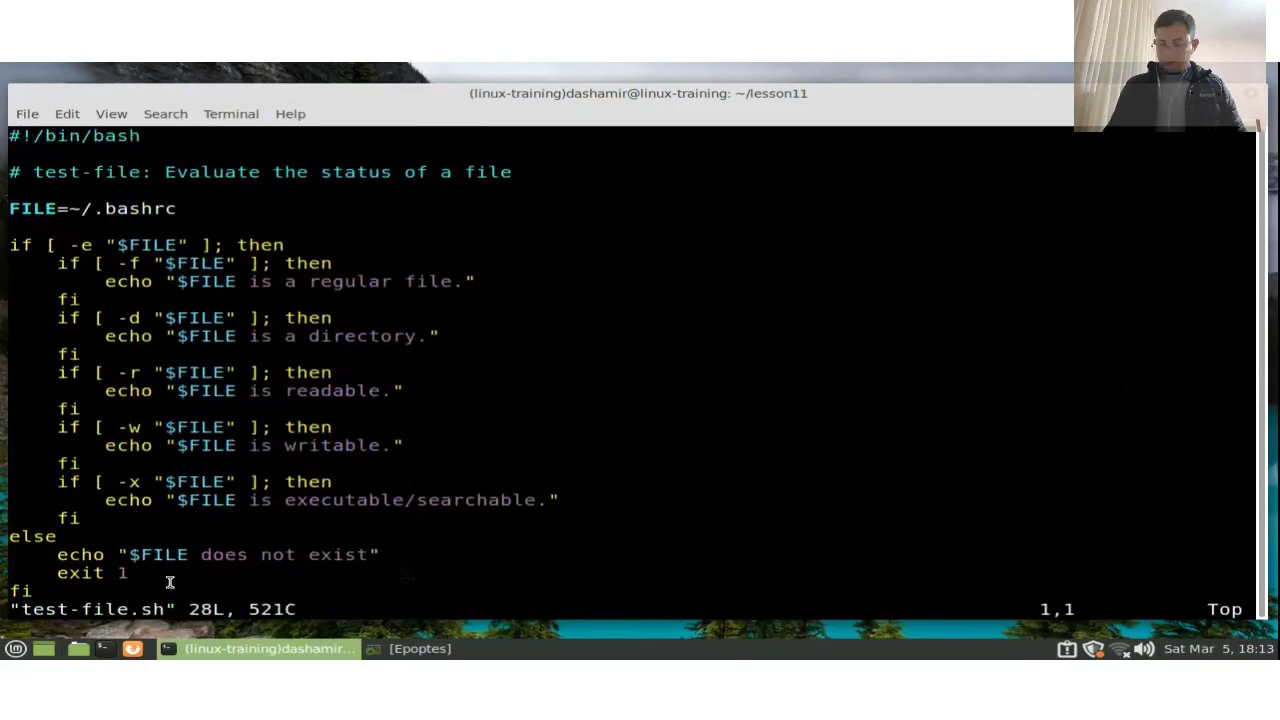 (linux-training)dashamir@linux-training: ~/lesson11
File Edit View Search Terminal Help
#!/bin/bash
# test-file: Evaluate the status of a file
FILE=~/.bashrc
if [ -e "$FILE" ]; then
    if [ -f "$FILE" ]; then
        echo "$FILE is a regular file."
    fi
    if [ -d "$FILE" ]; then
        echo "$FILE is a directory."
    fi
    if [ -r "$FILE" ]; then
        echo "$FILE is readable."
    fi
    if [ -w "$FILE" ]; then
        echo "$FILE is writable."
    fi
    if [ -x "$FILE" ]; then
        echo "$FILE is executable/searchable."
    fi
else
    echo "$FILE does not exist"
    exit 1
fi
"test-file.sh" 28L, 521C 1,1 Top
(linux-training)dashamir... [Epoptes] Sat Mar 5, 18:13